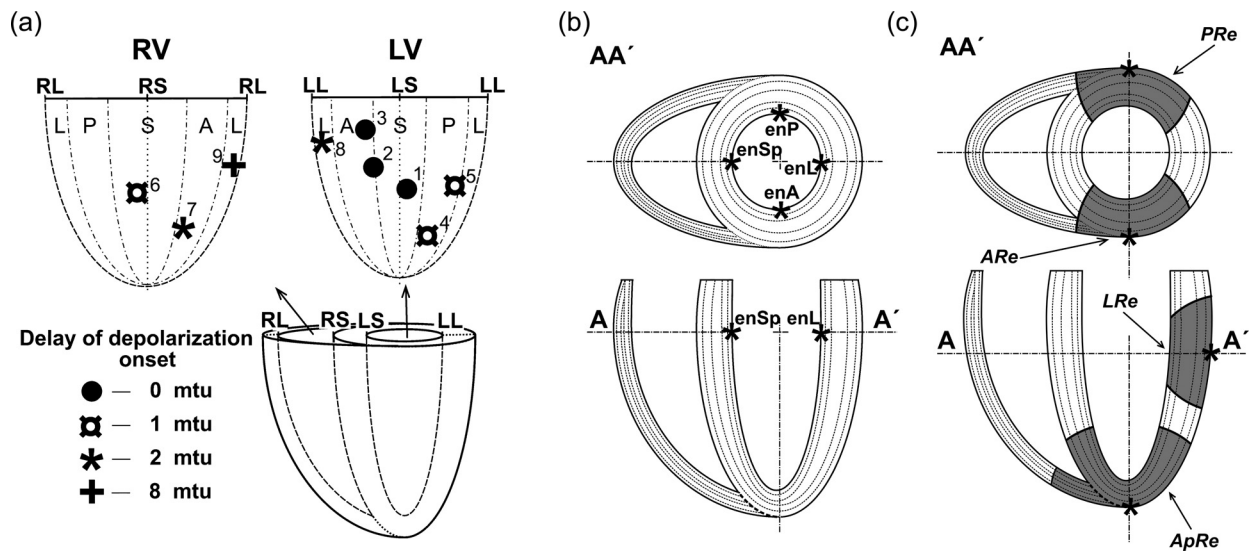 (a)
RV
LV
RL
RS
RL
LL
LS
LL
L
P
S
A
L
L
A
S
P
L
3
8
2
1
5
4
9
6
7
RL
RS
LS
LL
Delay of depolarization
onset
— 0 mtu
— 1 mtu
— 2 mtu
— 8 mtu
(b)
AA´
enP
enSp
enL
enA
A
enSp
enL
A´
(c)
AA´
PRe
ARe
LRe
A
A´
ApRe